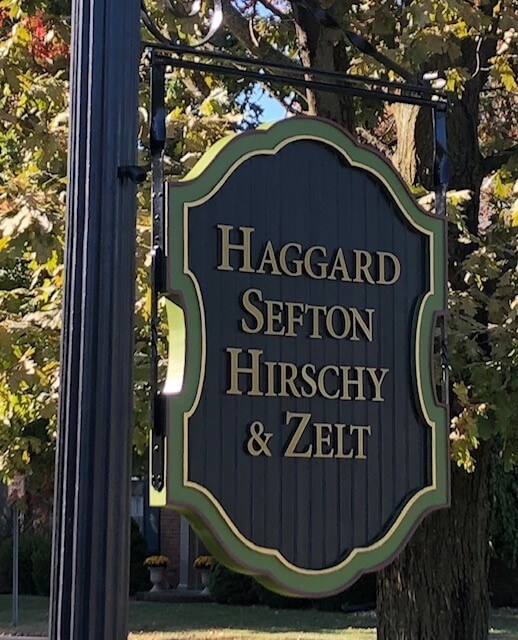 HAGGARD
SEFTON
HIRSCHY
& ZELT